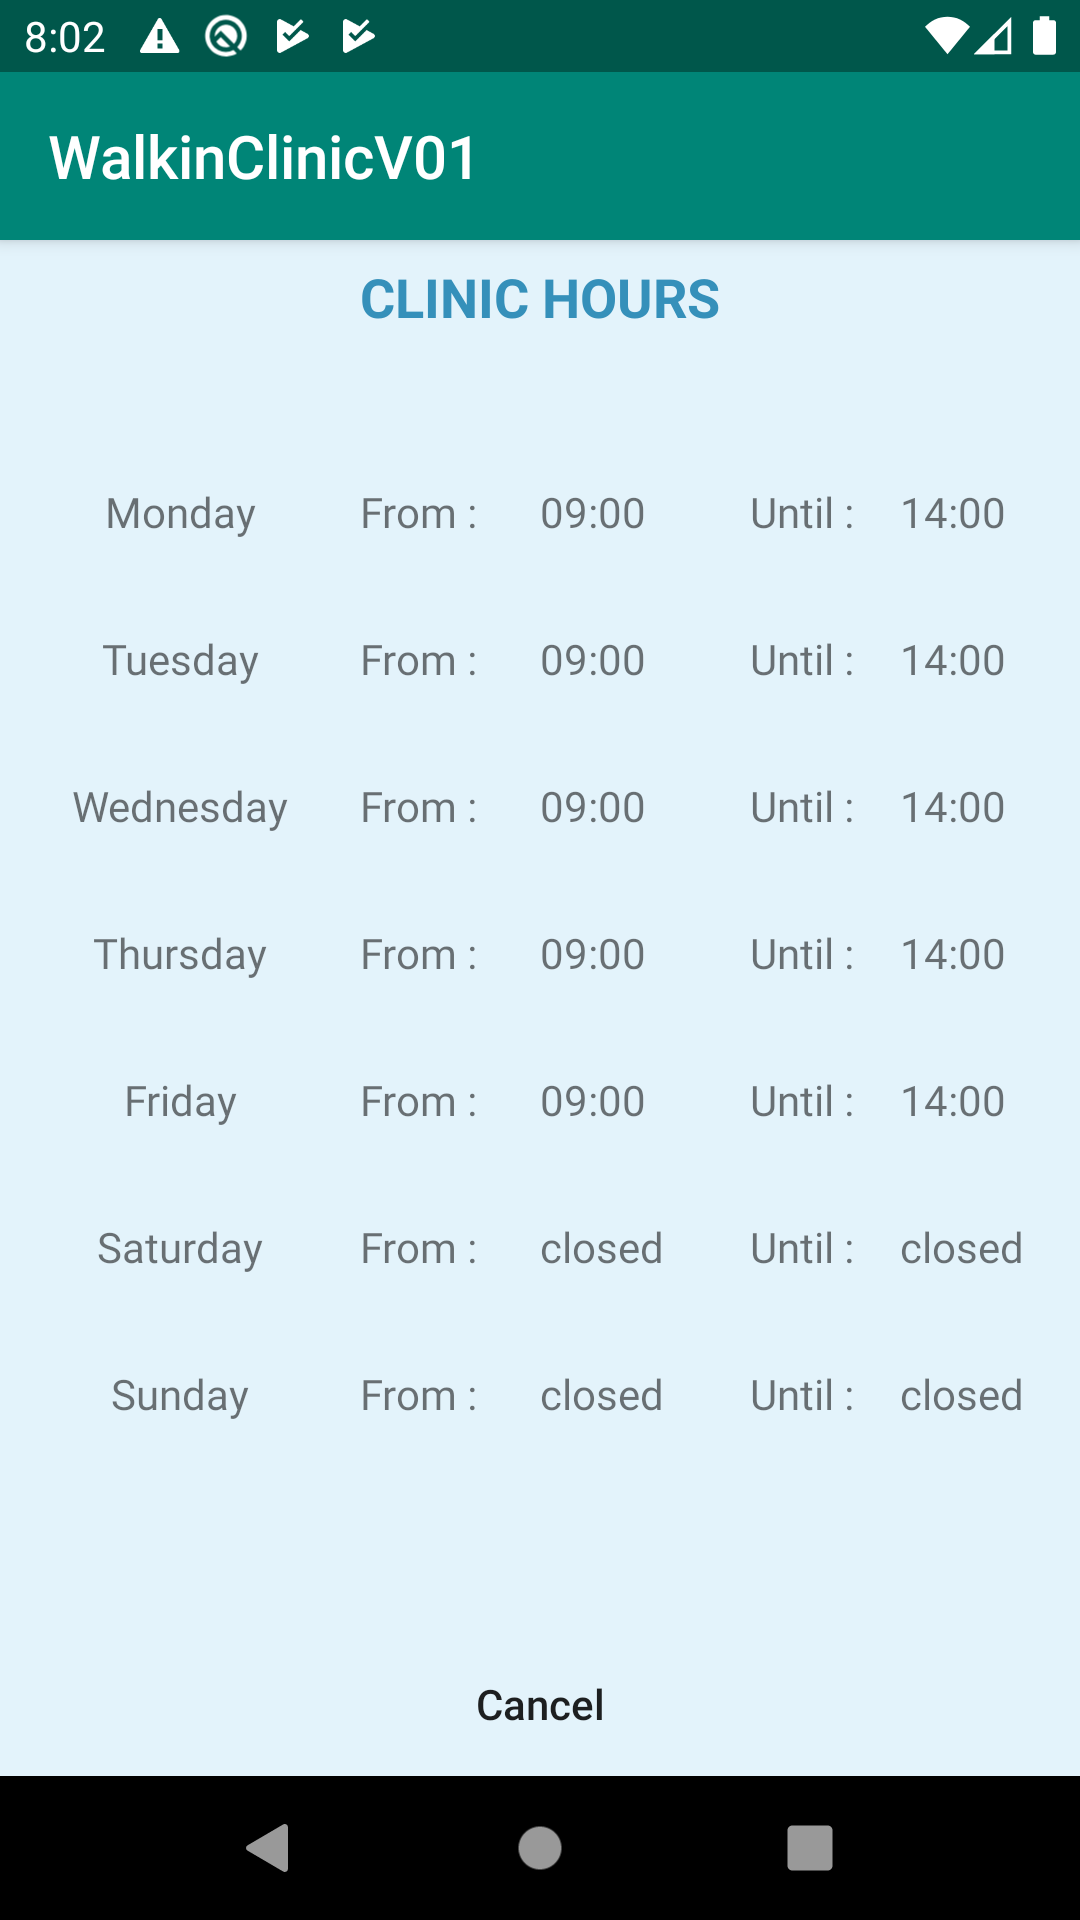 8:02
WalkinClinicV01
CLINIC HOURS
Monday From : 09:00 Until : 14:00
Tuesday From : 09:00 Until : 14:00
Wednesday From : 09:00 Until : 14:00
Thursday From : 09:00 Until : 14:00
Friday From : 09:00 Until : 14:00
Saturday From : closed Until : closed
Sunday From : closed Until : closed
Cancel